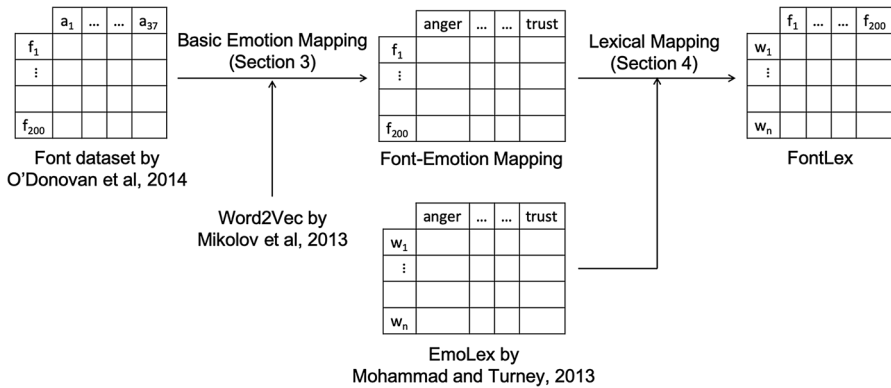 a1 … … a37
f1
⋮
f200
Font dataset by
O'Donovan et al, 2014
Basic Emotion Mapping
(Section 3)
Word2Vec by
Mikolov et al, 2013
anger … … trust
f1
⋮
f200
Font-Emotion Mapping
anger … … trust
w1
⋮
wn
EmoLex by
Mohammad and Turney, 2013
Lexical Mapping
(Section 4)
f1 … … f200
w1
⋮
wn
FontLex